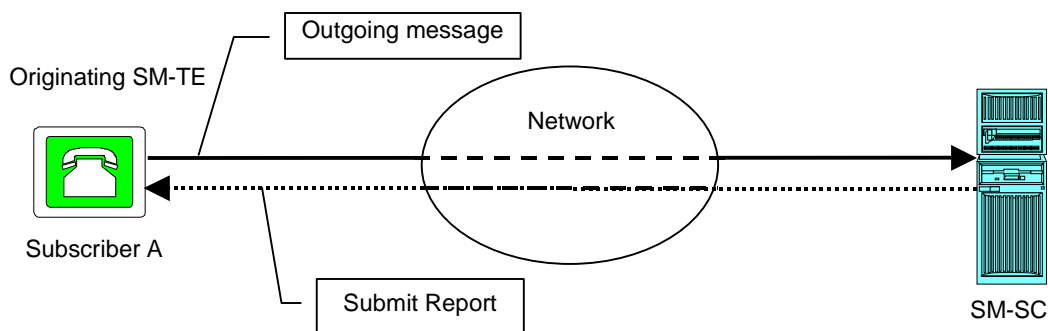 Outgoing message
Originating SM-TE
Network
Subscriber A
Submit Report
SM-SC